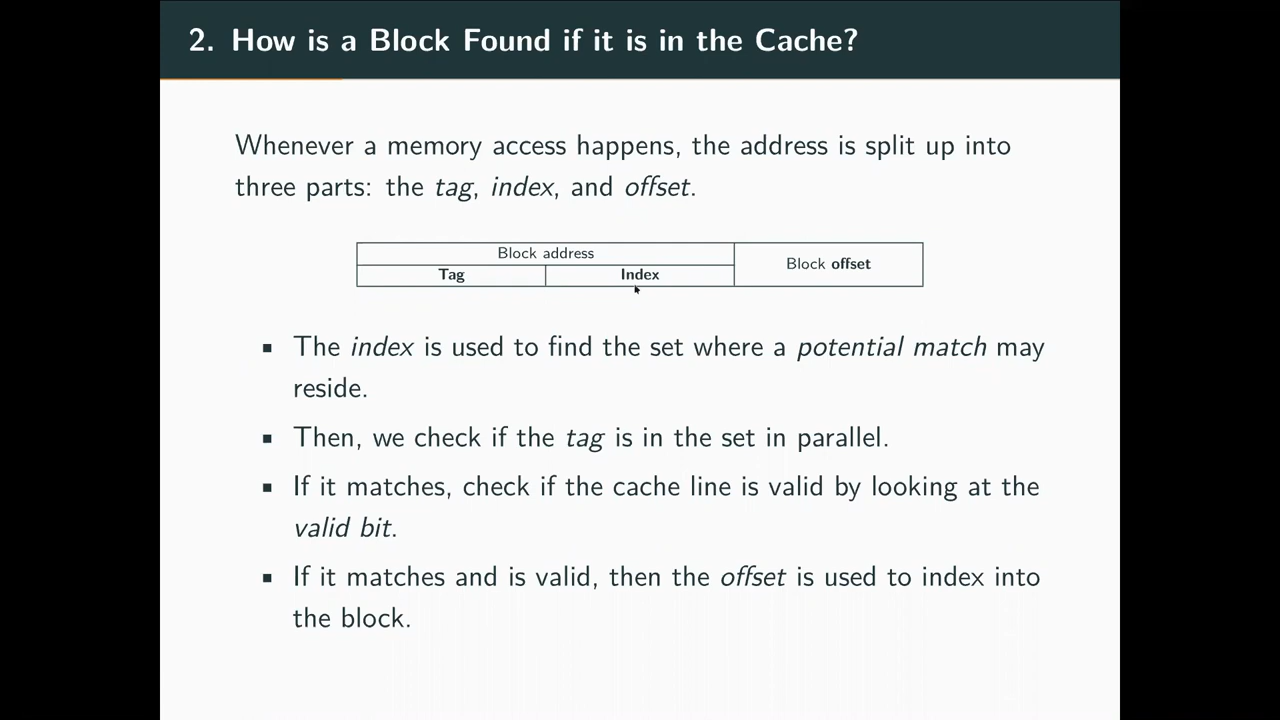 2. How is a Block Found if it is in the Cache?
Whenever a memory access happens, the address is split up into
three parts: the tag, index, and offset.
Block address
Tag Index
Block offset
▪ The index is used to find the set where a potential match may
reside.
▪ Then, we check if the tag is in the set in parallel.
▪ If it matches, check if the cache line is valid by looking at the
valid bit.
▪ If it matches and is valid, then the offset is used to index into
the block.